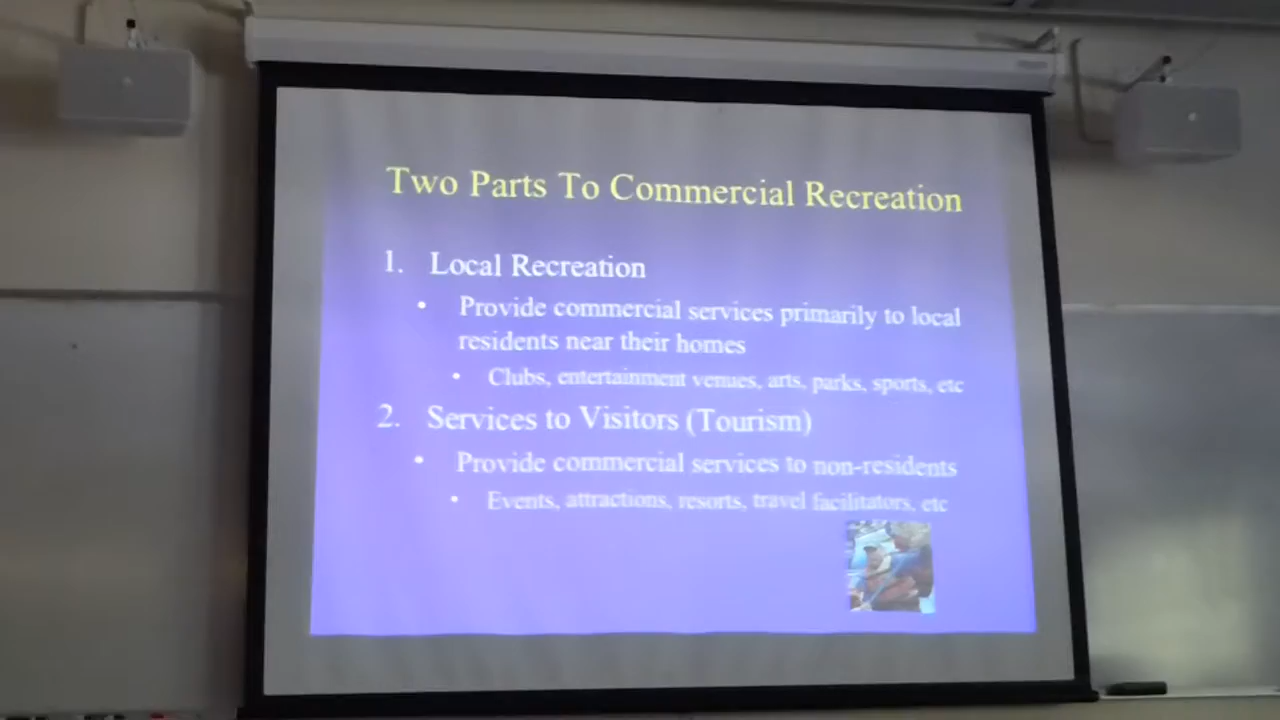 Two Parts To Commercial Recreation
1. Local Recreation
• Provide commercial services primarily to local
residents near their homes
• Clubs, entertainment venues, arts, parks, sports, etc
2. Services to Visitors (Tourism)
• Provide commercial services to non-residents
• Events, attractions, resorts, travel facilitators, etc